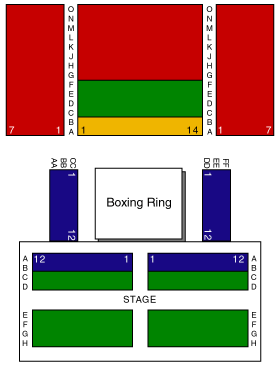 O O
N N
M M
L L
K K
J J
H H
G G
F F
E E
D D
C C
B B
A A
7 1 1 14 1 7
AA BB CC
1
12
Boxing Ring
DD EE FF
1
12
A 12 1 1 12 A
B B
C C
D D
STAGE
E E
F F
G G
H H